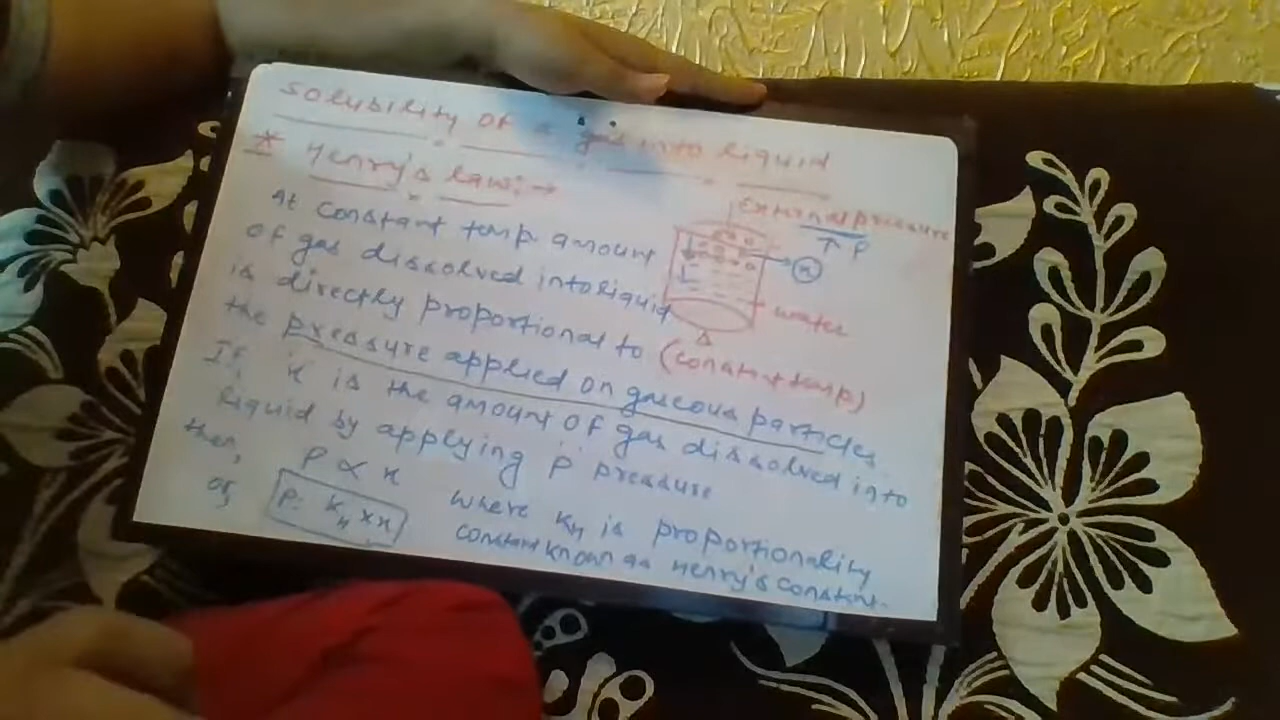 Solubility of a gas into liquid
* Henry's law:→
At constant temp. amount
of gas dissolved into liquid
is directly proportional to
the pressure applied on gaseous particles
If, 'x' is the amount of gas dissolved into
liquid by applying 'p' pressure
then, P ∝ x
or, P = K_H × x
where K_H is proportionality
constant known as Henry's constant.
External pressure
↑ P
(x)
water
Δ
(constant temp)